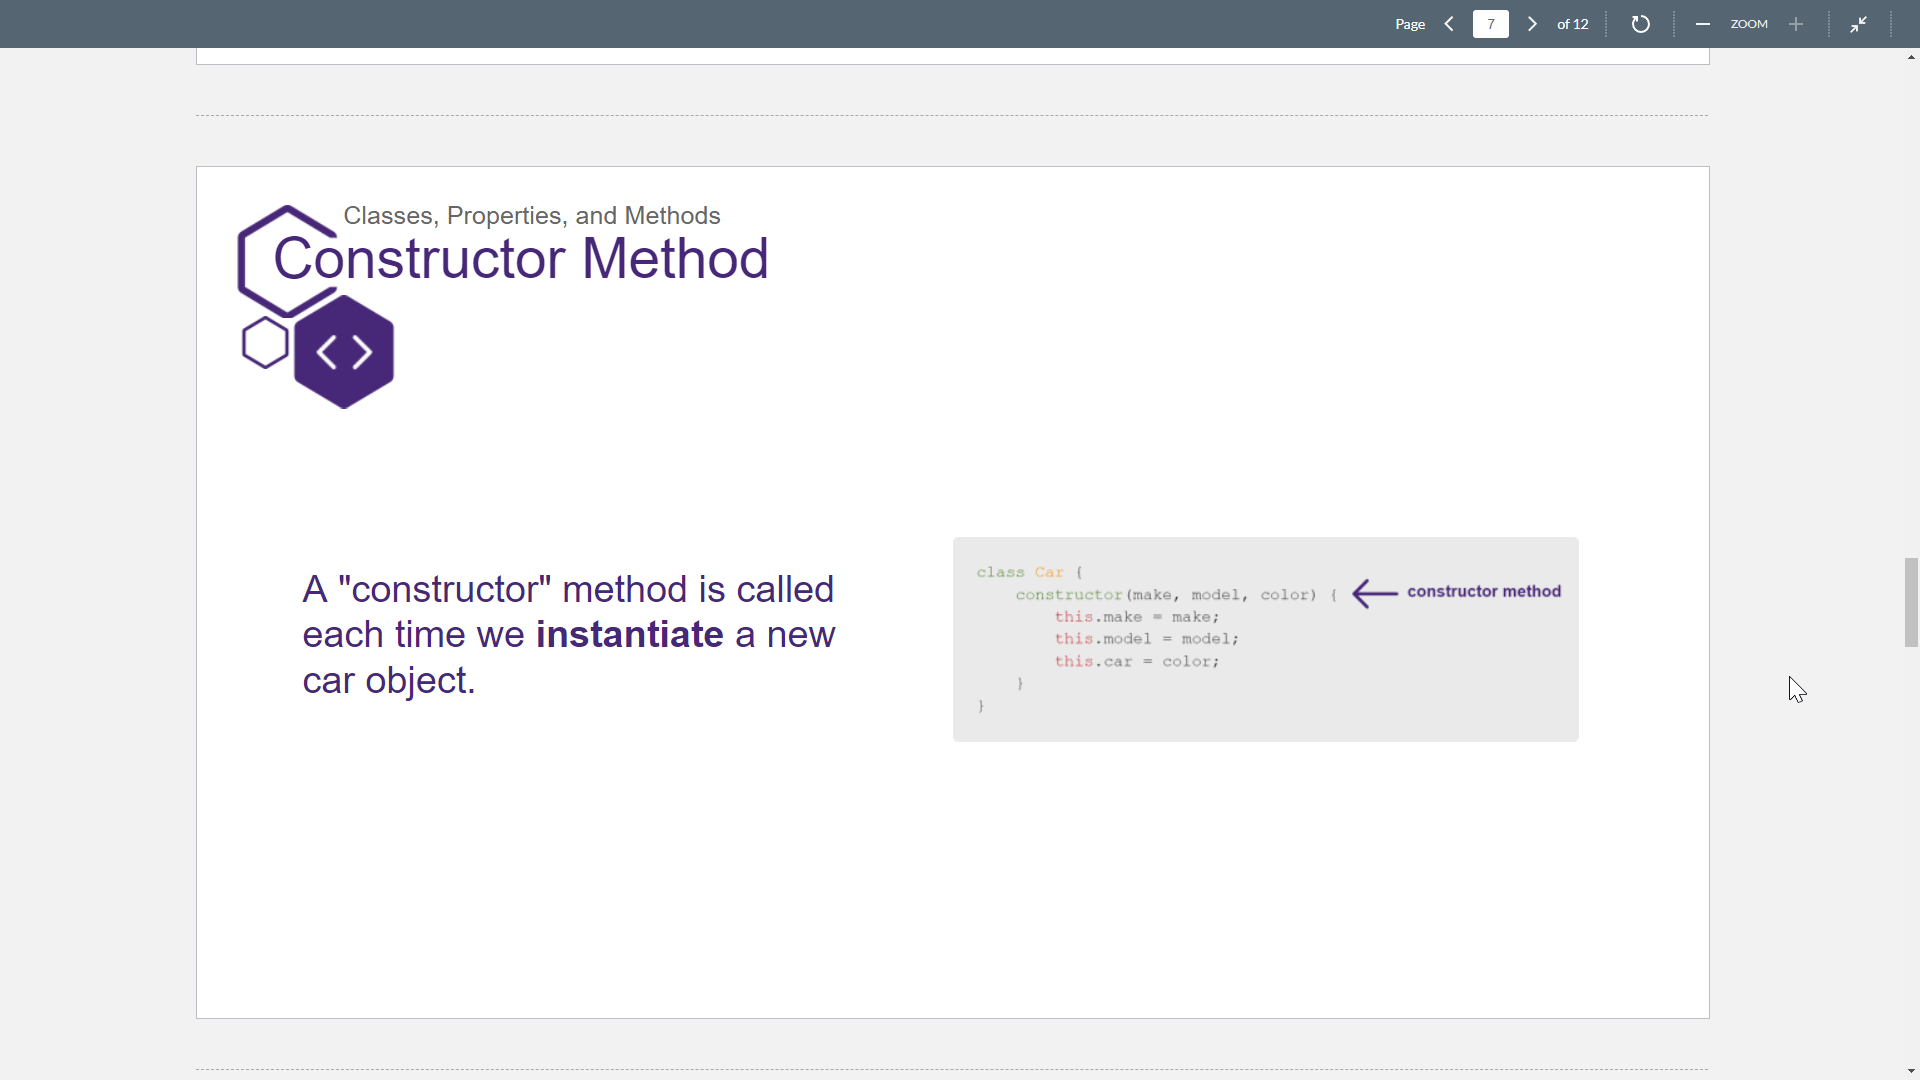 Page 7 of 12 ZOOM
Classes, Properties, and Methods
Constructor Method
A "constructor" method is called
each time we instantiate a new
car object.
class Car {
constructor(make, model, color) { constructor method
this.make = make;
this.model = model;
this.car = color;
}
}